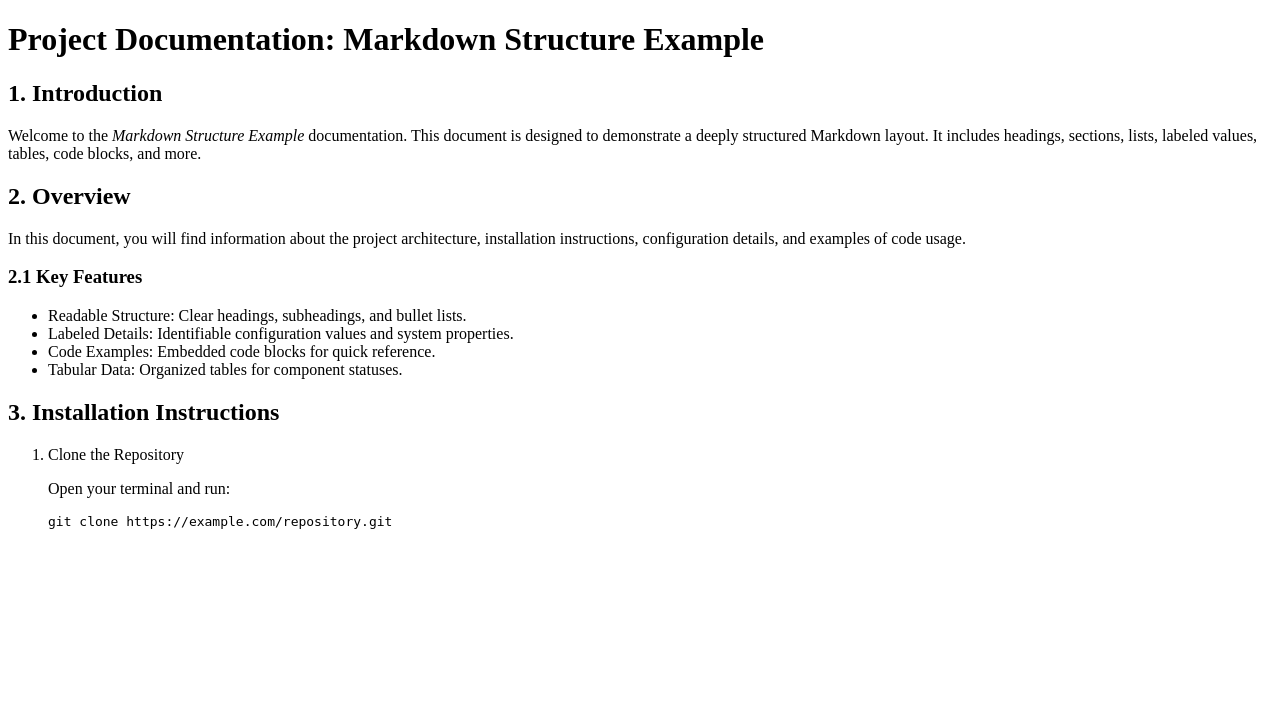 Project Documentation: Markdown Structure Example
1. Introduction
Welcome to the Markdown Structure Example documentation. This document is designed to demonstrate a deeply structured Markdown layout. It includes headings, sections, lists, labeled values,
tables, code blocks, and more.
2. Overview
In this document, you will find information about the project architecture, installation instructions, configuration details, and examples of code usage.
2.1 Key Features
• Readable Structure: Clear headings, subheadings, and bullet lists.
• Labeled Details: Identifiable configuration values and system properties.
• Code Examples: Embedded code blocks for quick reference.
• Tabular Data: Organized tables for component statuses.
3. Installation Instructions
1. Clone the Repository
Open your terminal and run:
git clone https://example.com/repository.git